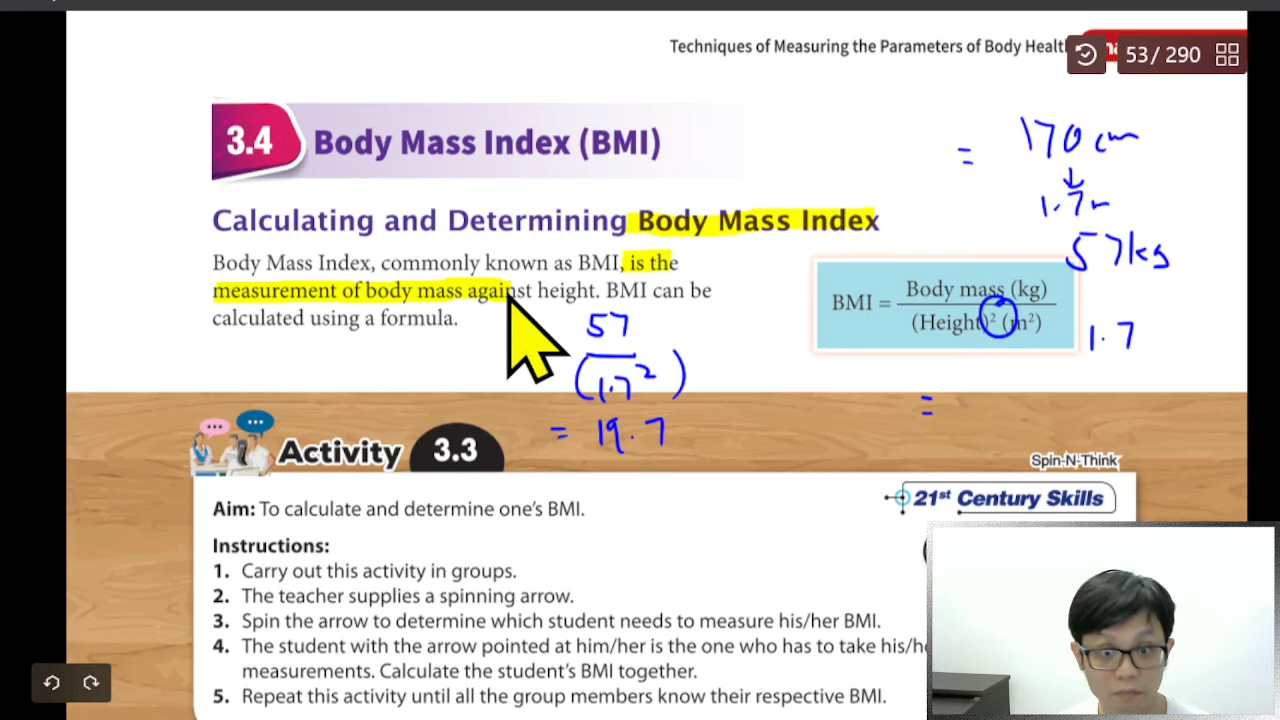 Techniques of Measuring the Parameters of Body Healt
53 / 290
3.4 Body Mass Index (BMI)
= 170 cm
↓
1.7m
57kg
Calculating and Determining Body Mass Index
Body Mass Index, commonly known as BMI, is the
measurement of body mass against height. BMI can be
calculated using a formula.
BMI = Body mass (kg)
(Height)² (m²)
1.7
57
(1.7²)
= 19.7
=
Activity 3.3
Spin-N-Think
21st Century Skills
Aim: To calculate and determine one's BMI.
Instructions:
1. Carry out this activity in groups.
2. The teacher supplies a spinning arrow.
3. Spin the arrow to determine which student needs to measure his/her BMI.
4. The student with the arrow pointed at him/her is the one who has to take his/h
measurements. Calculate the student's BMI together.
5. Repeat this activity until all the group members know their respective BMI.